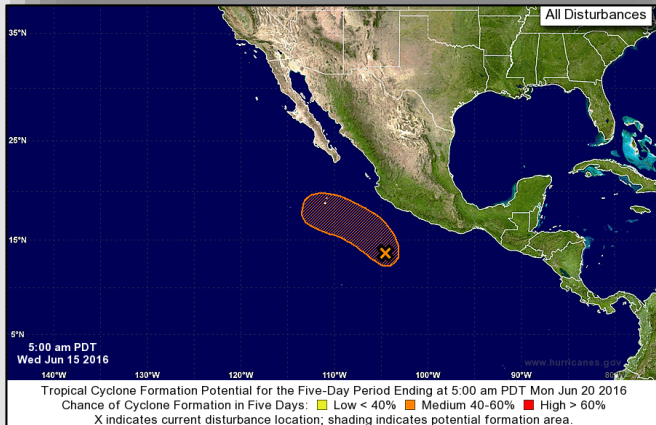 All Disturbances
35°N
25°N
15°N
5°N
5:00 am PDT
Wed Jun 15 2016
www.hurricanes.gov
140°W 130°W 120°W 110°W 100°W 90°W 80°W
Tropical Cyclone Formation Potential for the Five-Day Period Ending at 5:00 am PDT Mon Jun 20 2016
Chance of Cyclone Formation in Five Days: Low < 40% Medium 40-60% High > 60%
X indicates current disturbance location; shading indicates potential formation area.